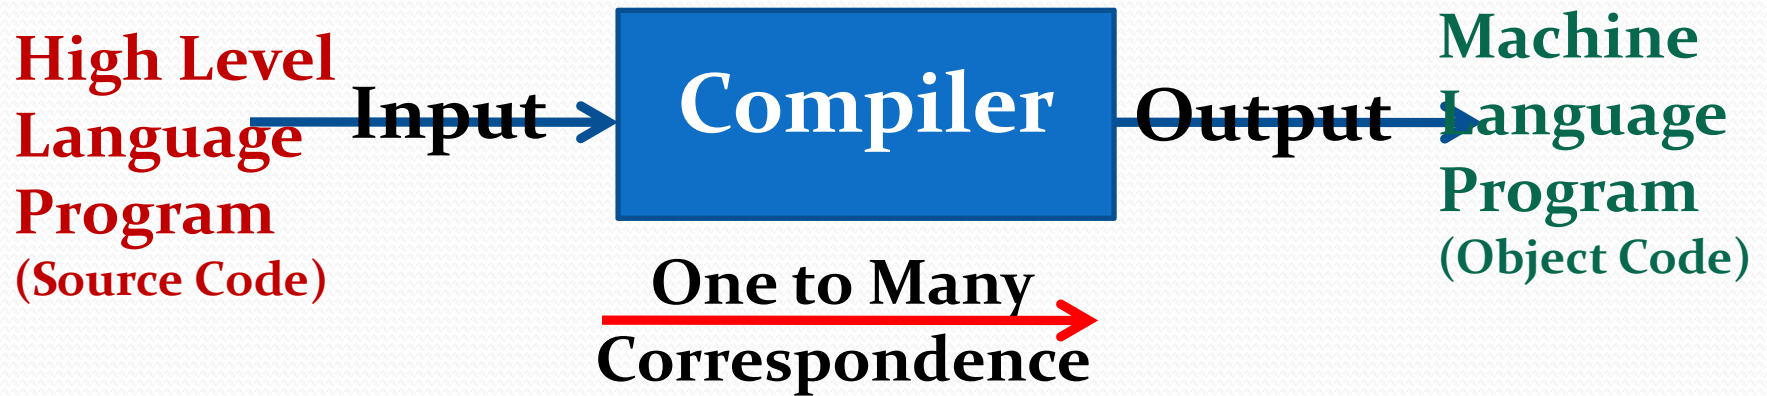 High Level
Language
Program
(Source Code)
Input
Compiler
Output
Machine
Language
Program
(Object Code)
One to Many
Correspondence